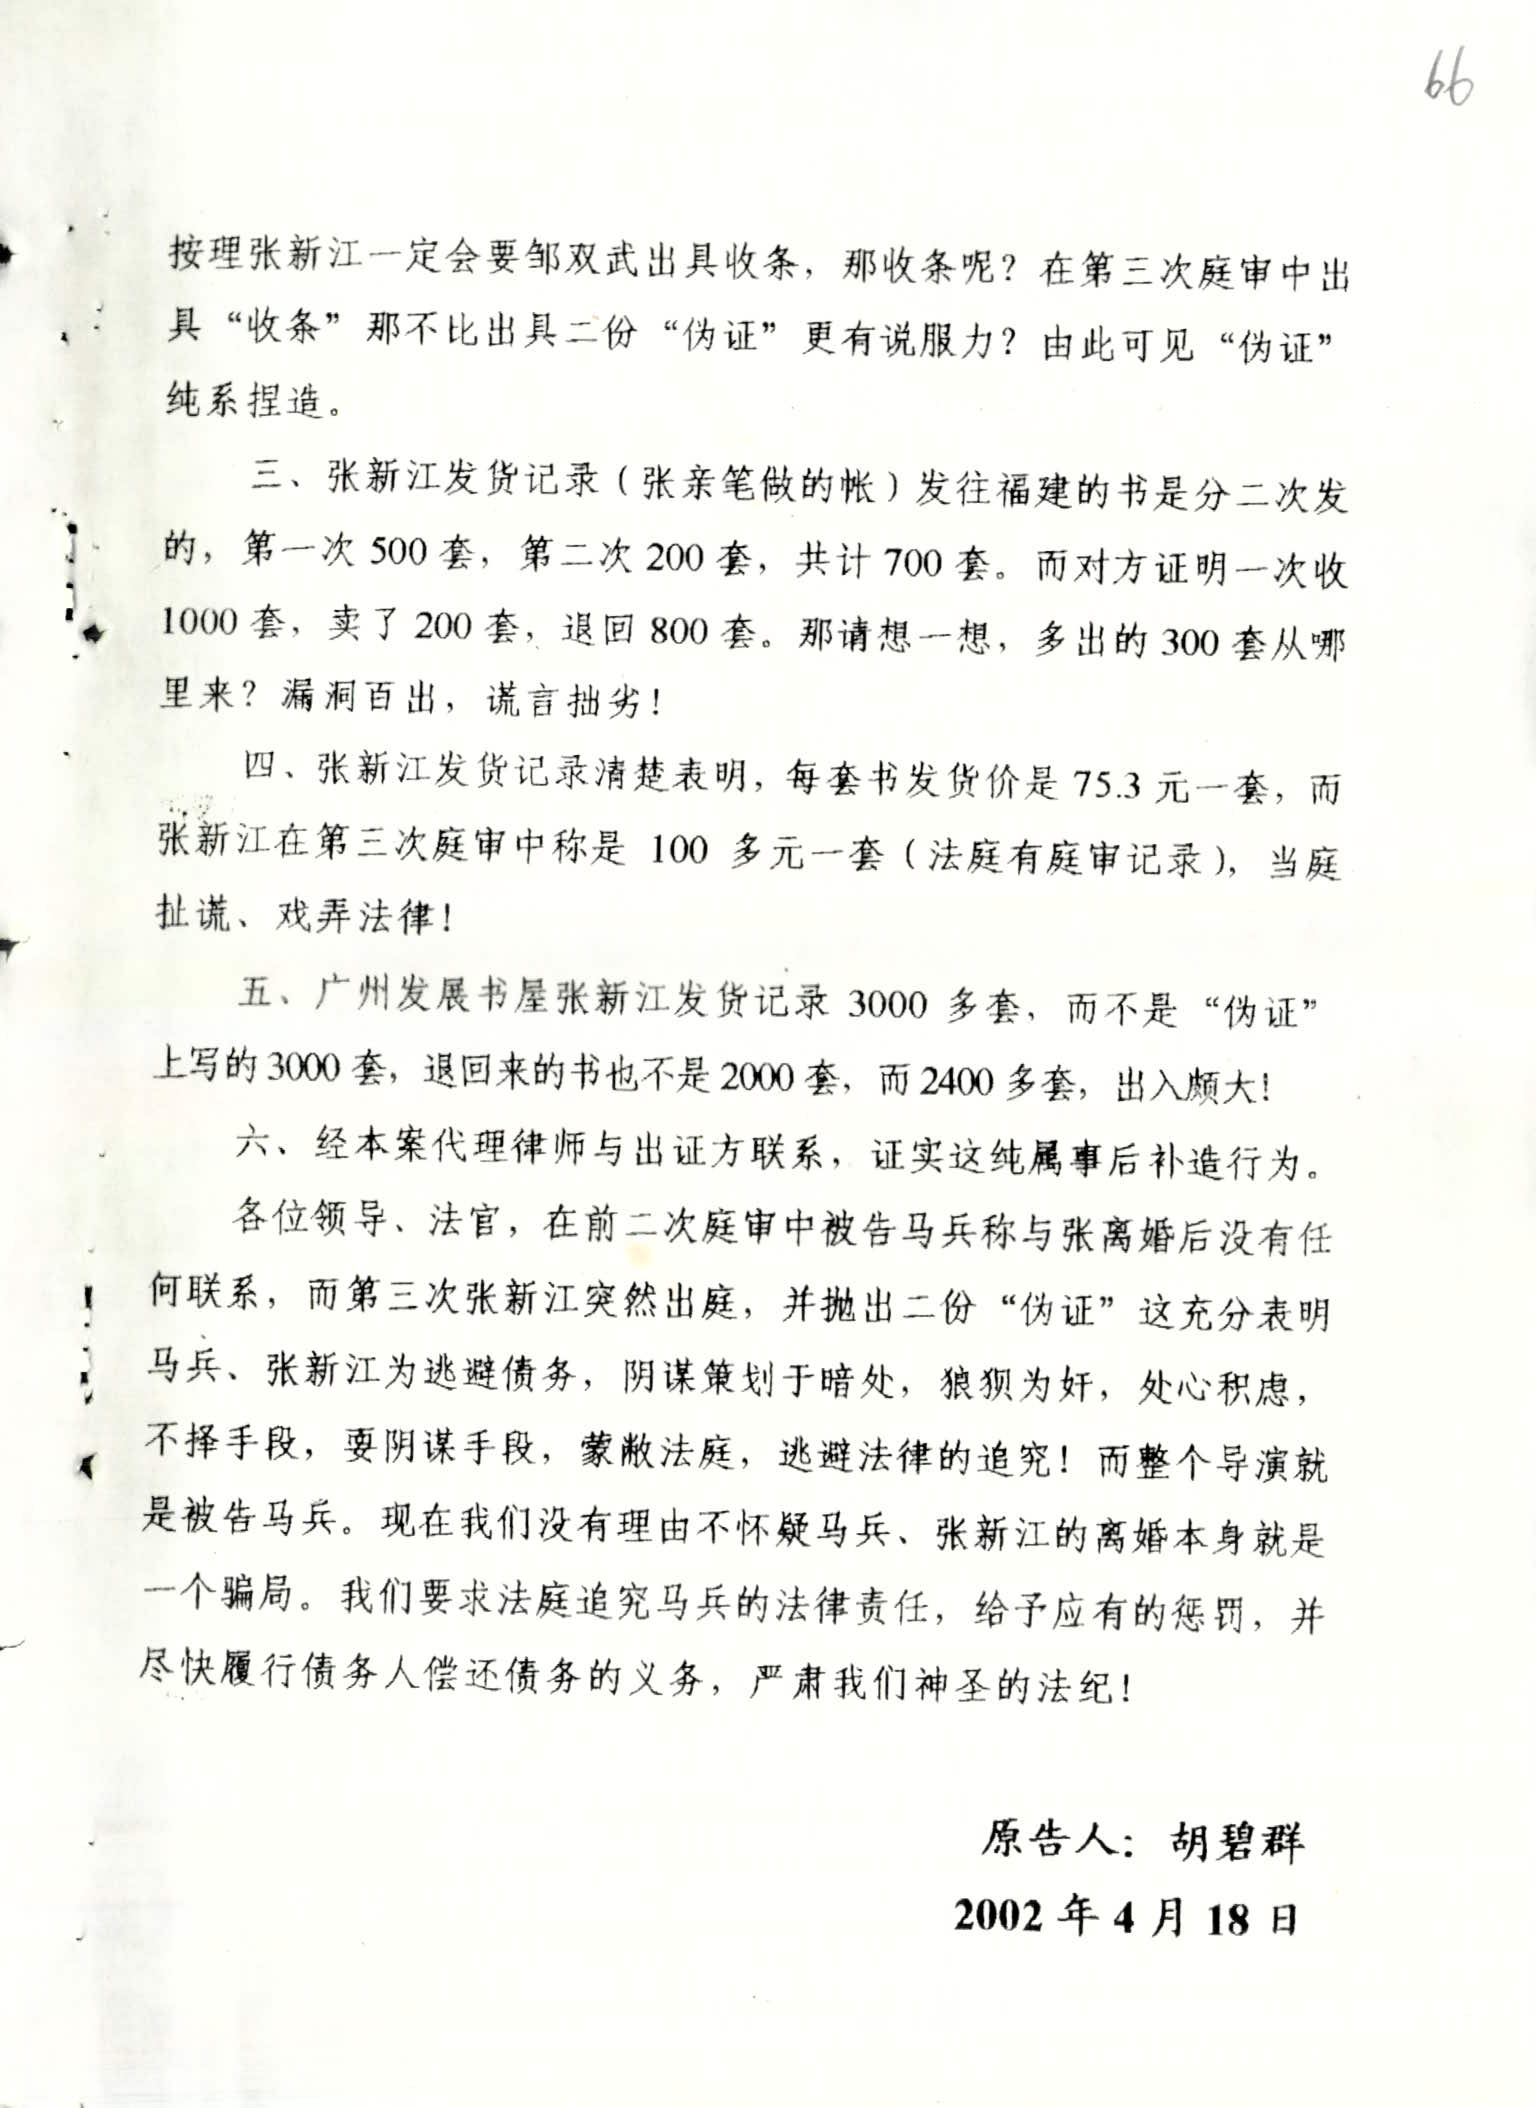 66
按理张新江一定会要邹双武出具收条，那收条呢？在第三次庭审中出
具“收条”那不比出具二份“伪证”更有说服力？由此可见“伪证”
纯系捏造。
三、张新江发货记录（张亲笔做的帐）发往福建的书是分二次发
的，第一次 500 套，第二次 200 套，共计 700 套。而对方证明一次收
1000 套，卖了 200 套，退回 800 套。那请想一想，多出的 300 套从哪
里来？漏洞百出，谎言拙劣！
四、张新江发货记录清楚表明，每套书发货价是 75.3 元一套，而
张新江在第三次庭审中称是 100 多元一套（法庭有庭审记录），当庭
扯谎、戏弄法律！
五、广州发展书屋张新江发货记录 3000 多套，而不是“伪证”
上写的 3000 套，退回来的书也不是 2000 套，而 2400 多套，出入颇大！
六、经本案代理律师与出证方联系，证实这纯属事后补造行为。
各位领导、法官，在前二次庭审中被告马兵称与张离婚后没有任
何联系，而第三次张新江突然出庭，并抛出二份“伪证”这充分表明
马兵、张新江为逃避债务，阴谋策划于暗处，狼狈为奸，处心积虑，
不择手段，耍阴谋手段，蒙敝法庭，逃避法律的追究！而整个导演就
是被告马兵。现在我们没有理由不怀疑马兵、张新江的离婚本身就是
一个骗局。我们要求法庭追究马兵的法律责任，给予应有的惩罚，并
尽快履行债务人偿还债务的义务，严肃我们神圣的法纪！
原告人：胡碧群
2002 年 4 月 18 日